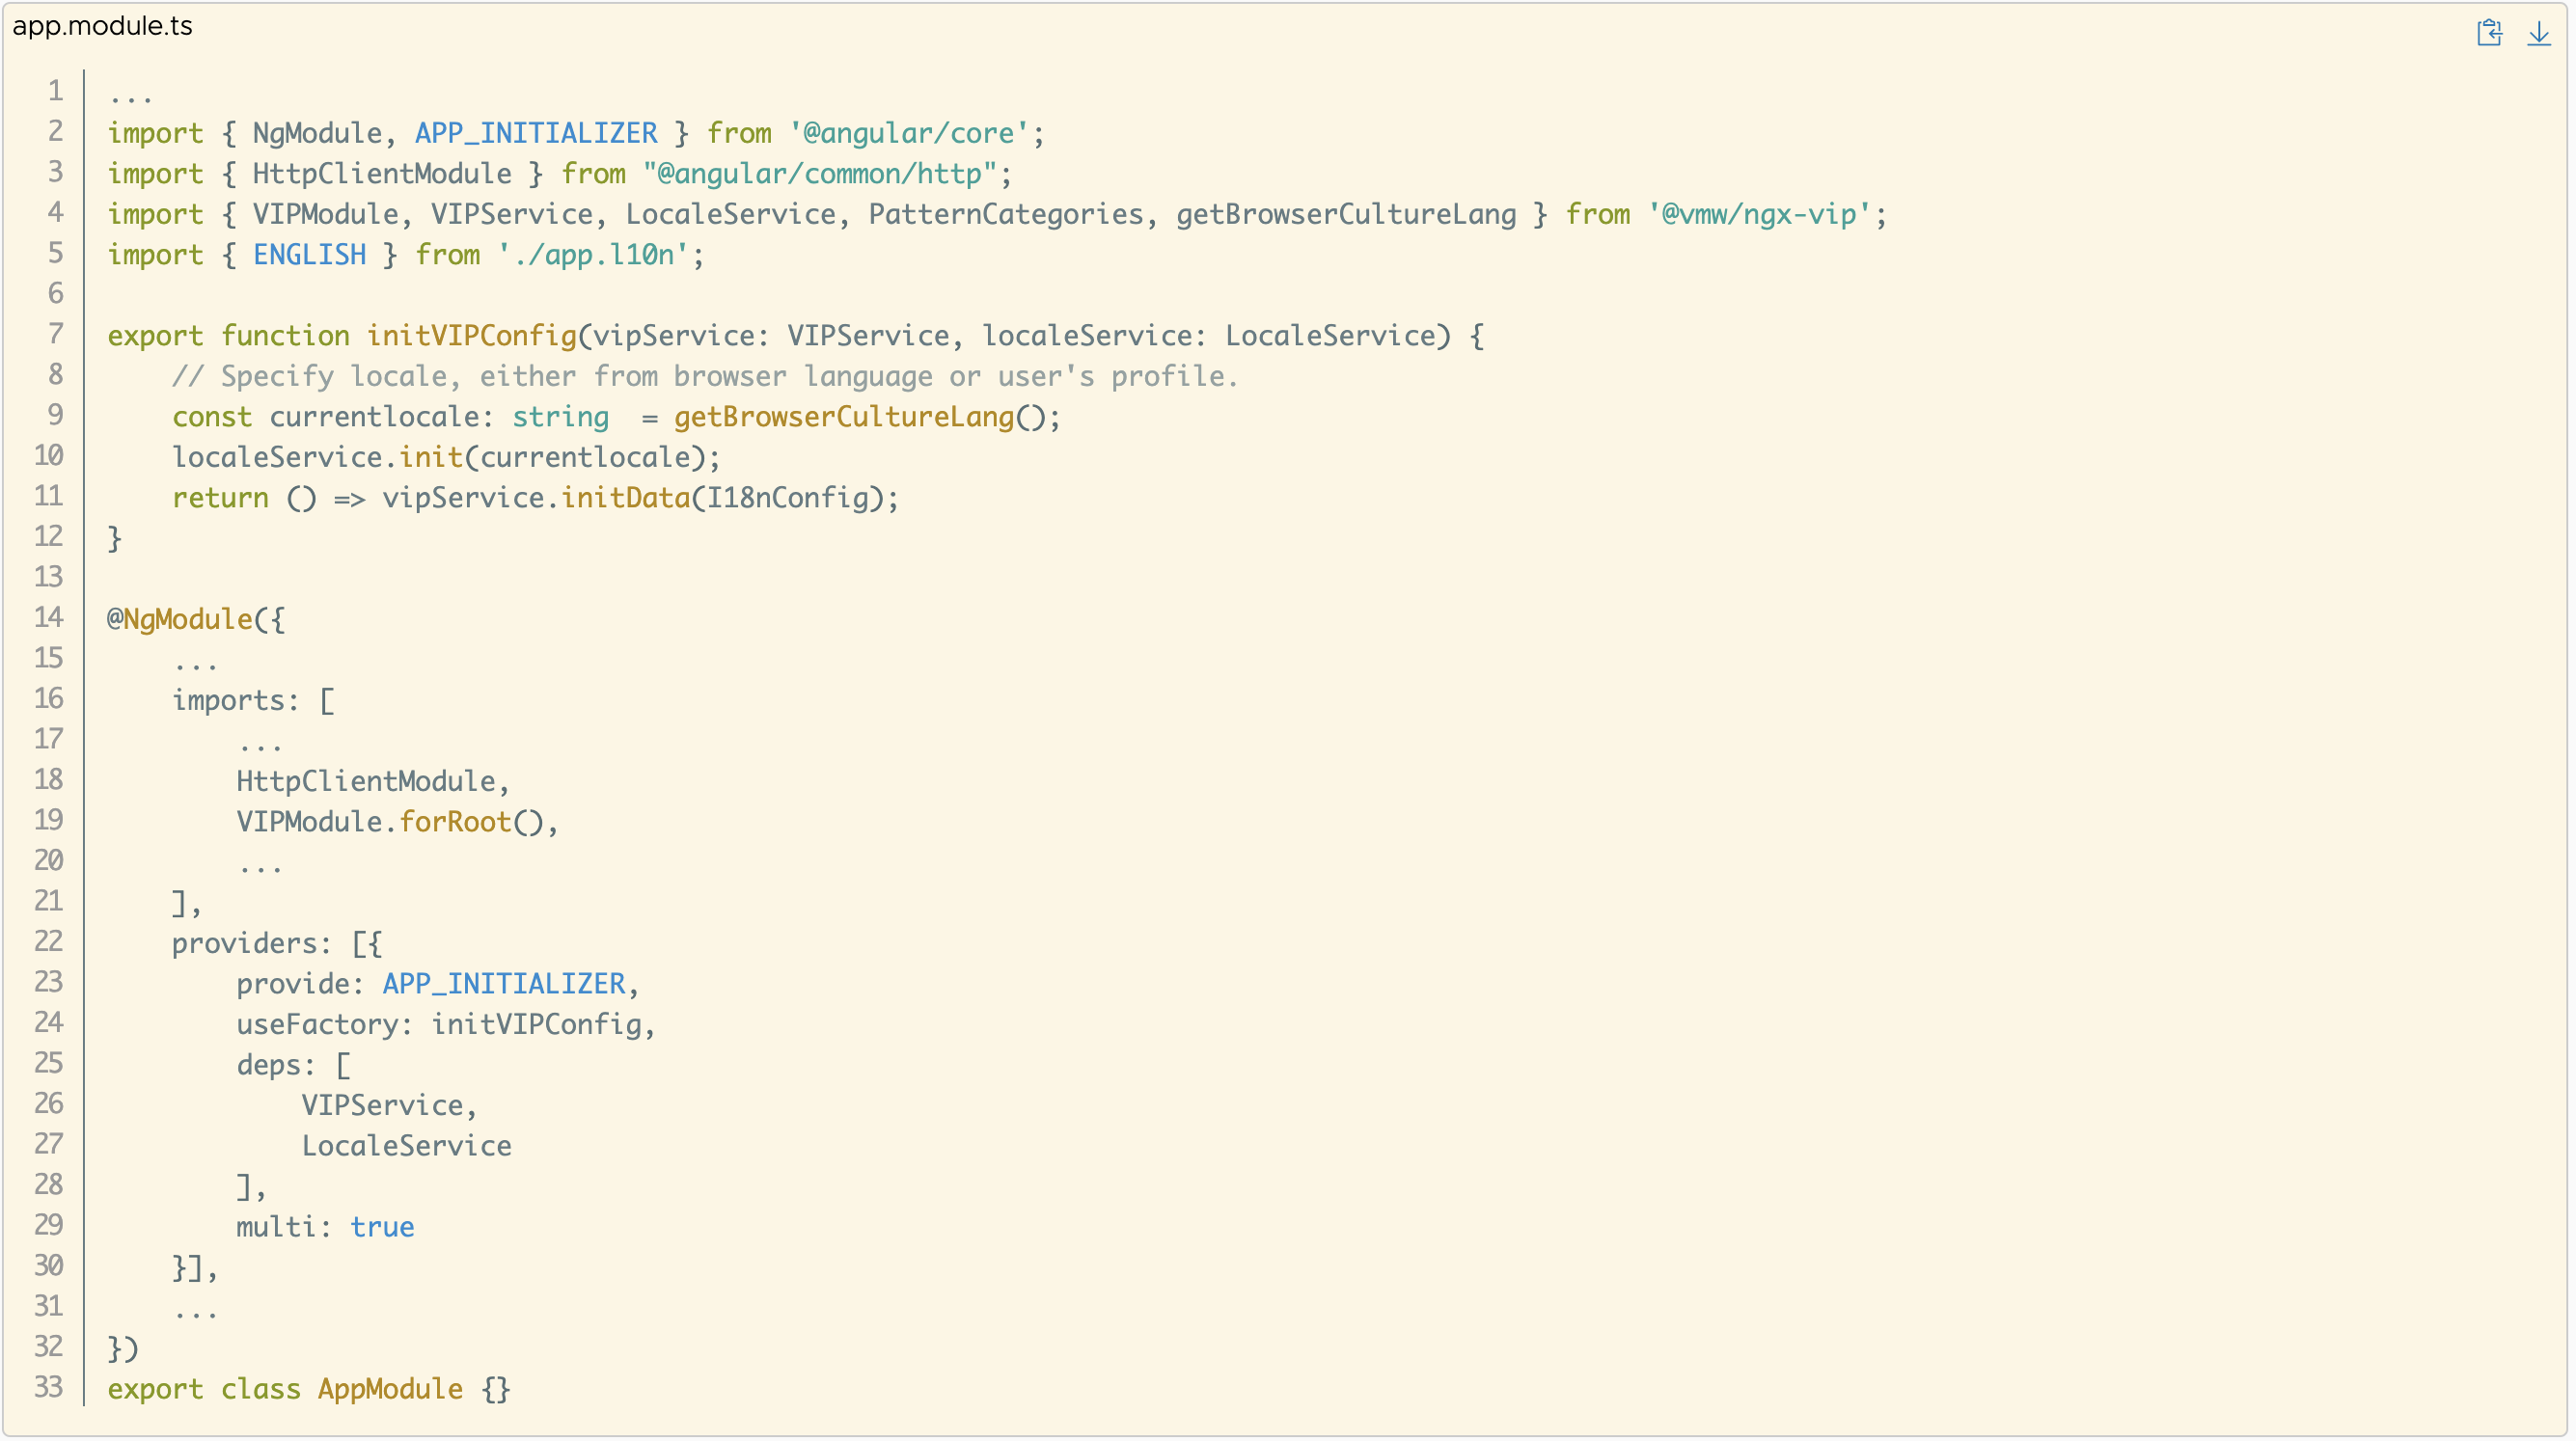 app.module.ts
1 ...
2 import { NgModule, APP_INITIALIZER } from '@angular/core';
3 import { HttpClientModule } from "@angular/common/http";
4 import { VIPModule, VIPService, LocaleService, PatternCategories, getBrowserCultureLang } from '@vmw/ngx-vip';
5 import { ENGLISH } from './app.l10n';
6
7 export function initVIPConfig(vipService: VIPService, localeService: LocaleService) {
8     // Specify locale, either from browser language or user's profile.
9     const currentlocale: string  = getBrowserCultureLang();
10     localeService.init(currentlocale);
11     return () => vipService.initData(I18nConfig);
12 }
13
14 @NgModule({
15     ...
16     imports: [
17         ...
18         HttpClientModule,
19         VIPModule.forRoot(),
20         ...
21     ],
22     providers: [{
23         provide: APP_INITIALIZER,
24         useFactory: initVIPConfig,
25         deps: [
26             VIPService,
27             LocaleService
28         ],
29         multi: true
30     }],
31     ...
32 })
33 export class AppModule {}